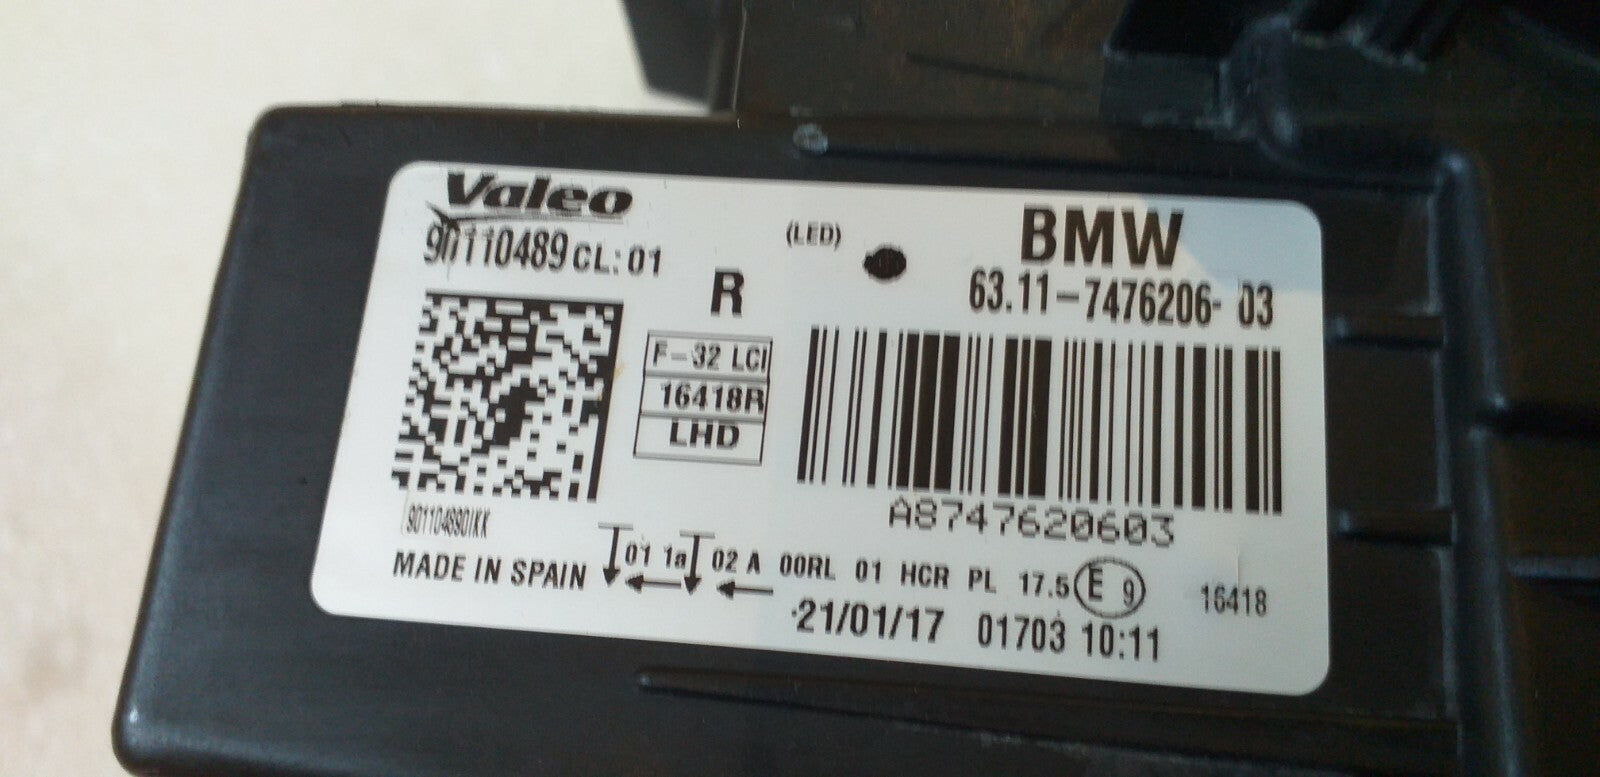 Valeo
90110489 CL:01
R
(LED)
BMW
63.11-7476206- 03
F-32 LCI
16418R
LHD
A8747620603
MADE IN SPAIN
01 1a 02 A 00RL 01 HCR PL 17.5 E 9
16418
21/01/17 01703 10:11